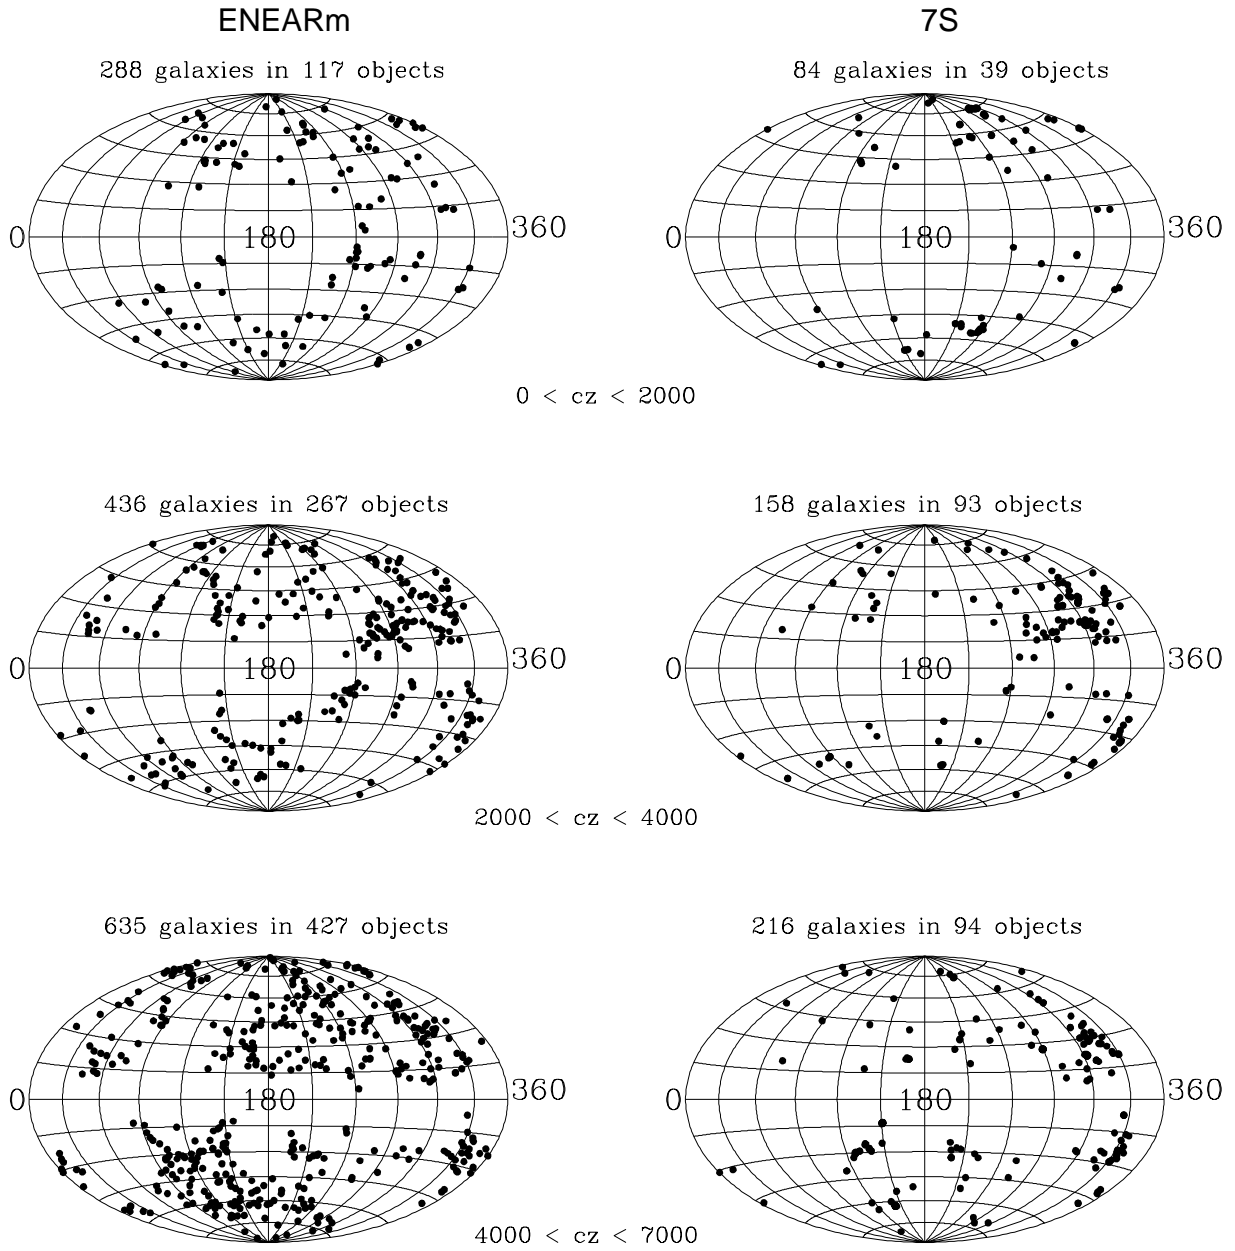 ENEARm 7S
288 galaxies in 117 objects 84 galaxies in 39 objects
0 180 360 0 180 360
0 < cz < 2000
436 galaxies in 267 objects 158 galaxies in 93 objects
0 180 360 0 180 360
2000 < cz < 4000
635 galaxies in 427 objects 216 galaxies in 94 objects
0 180 360 0 180 360
4000 < cz < 7000